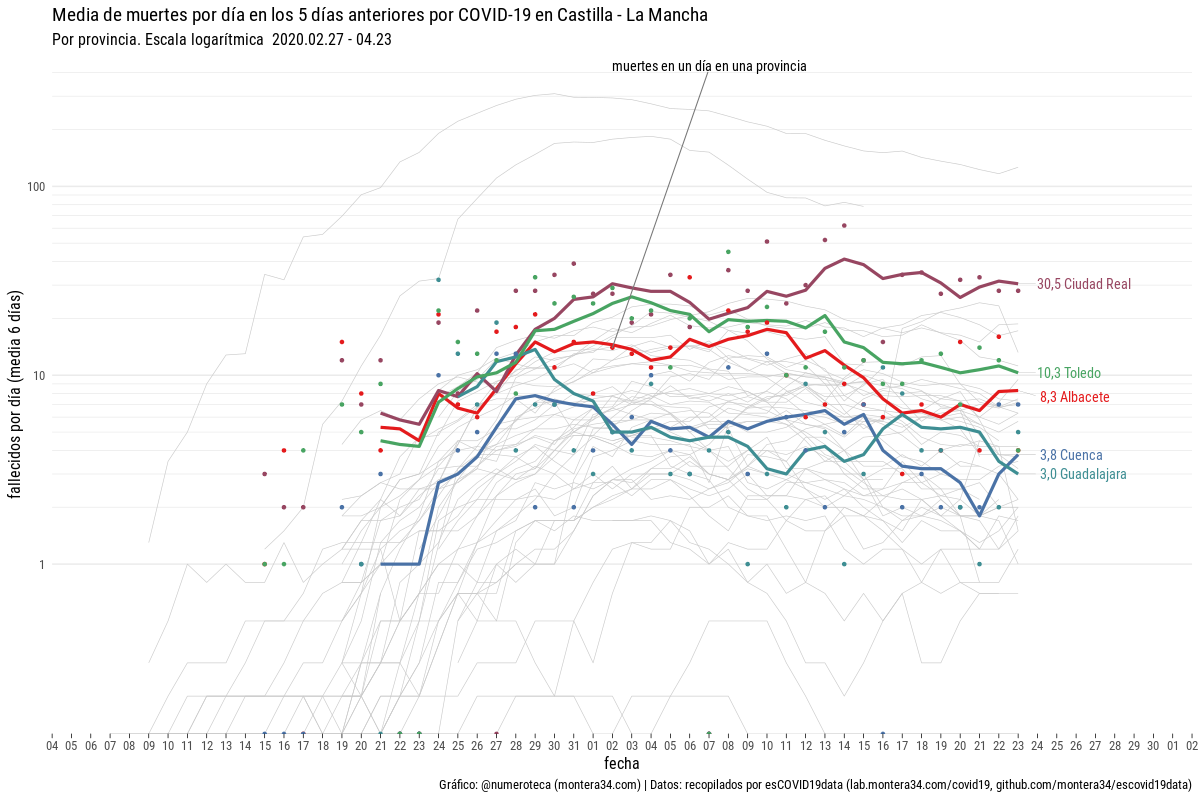 Media de muertes por día en los 5 días anteriores por COVID-19 en Castilla - La Mancha
Por provincia. Escala logarítmica 2020.02.27 - 04.23
muertes en un día en una provincia
100
10
1
fallecidos por día (media 6 días)
30,5 Ciudad Real
10,3 Toledo
8,3 Albacete
3,8 Cuenca
3,0 Guadalajara
04 05 06 07 08 09 10 11 12 13 14 15 16 17 18 19 20 21 22 23 24 25 26 27 28 29 30 31 01 02 03 04 05 06 07 08 09 10 11 12 13 14 15 16 17 18 19 20 21 22 23 24 25 26 27 28 29 30 01 02
fecha
Gráfico: @numeroteca (montera34.com) | Datos: recopilados por esCOVID19data (lab.montera34.com/covid19, github.com/montera34/escovid19data)